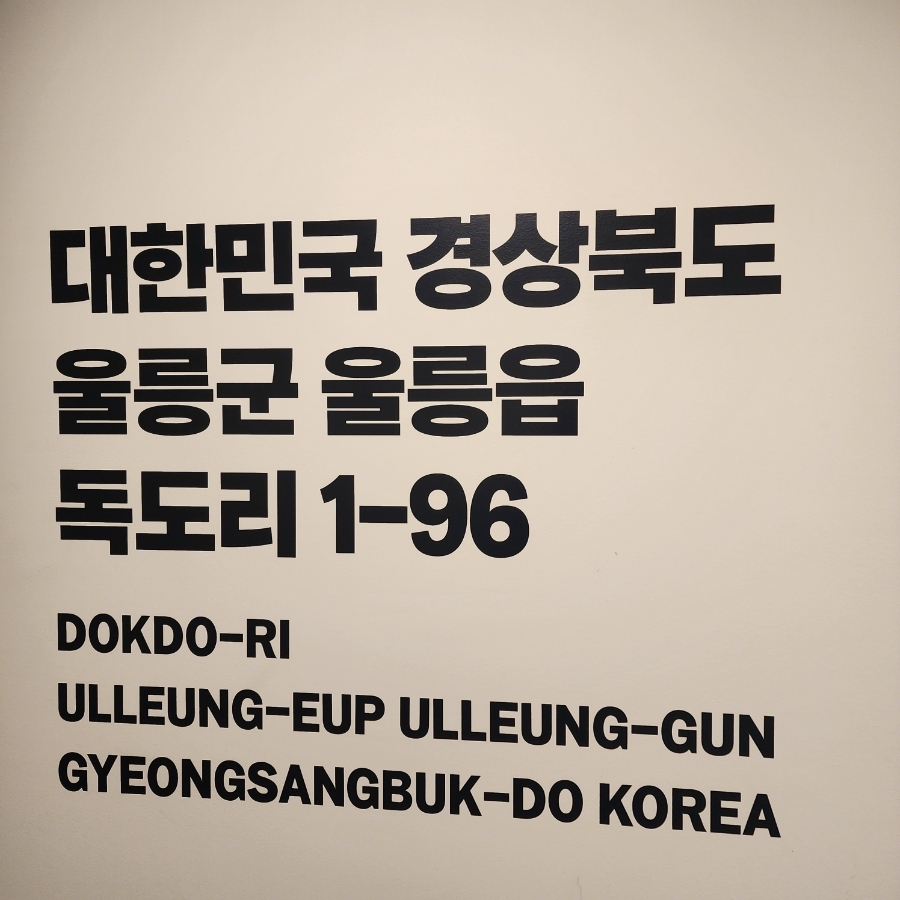 대한민국 경상북도
울릉군 울릉읍
독도리 1-96
DOKDO-RI
ULLEUNG-EUP ULLEUNG-GUN
GYEONGSANGBUK-DO KOREA